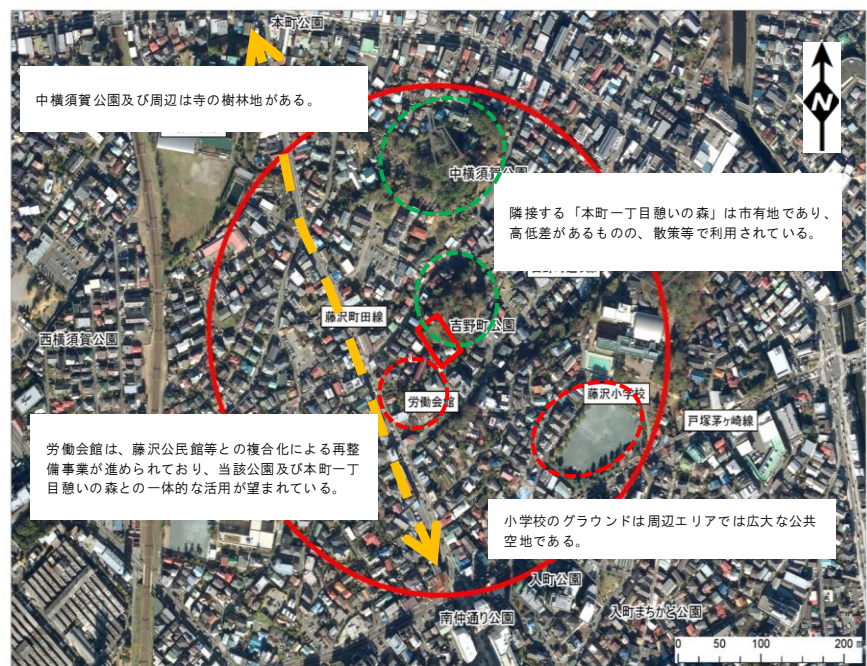 本町公園
中横須賀公園及び周辺は寺の樹林地がある。
N
中横須賀公園
隣接する「本町一丁目憩いの森」は市有地であり、
高低差があるものの、散策等で利用されている。
藤沢町田線
吉野町公園
西横須賀公園
労働会館
藤沢小学校
戸塚茅ヶ崎線
労働会館は、藤沢公民館等との複合化による再整
備事業が進められており、当該公園及び本町一丁
目憩いの森との一体的な活用が望まれている。
小学校のグラウンドは周辺エリアでは広大な公共
空地である。
入町公園
南仲通り公園
入町まちかど公園
0 50 100 200 m